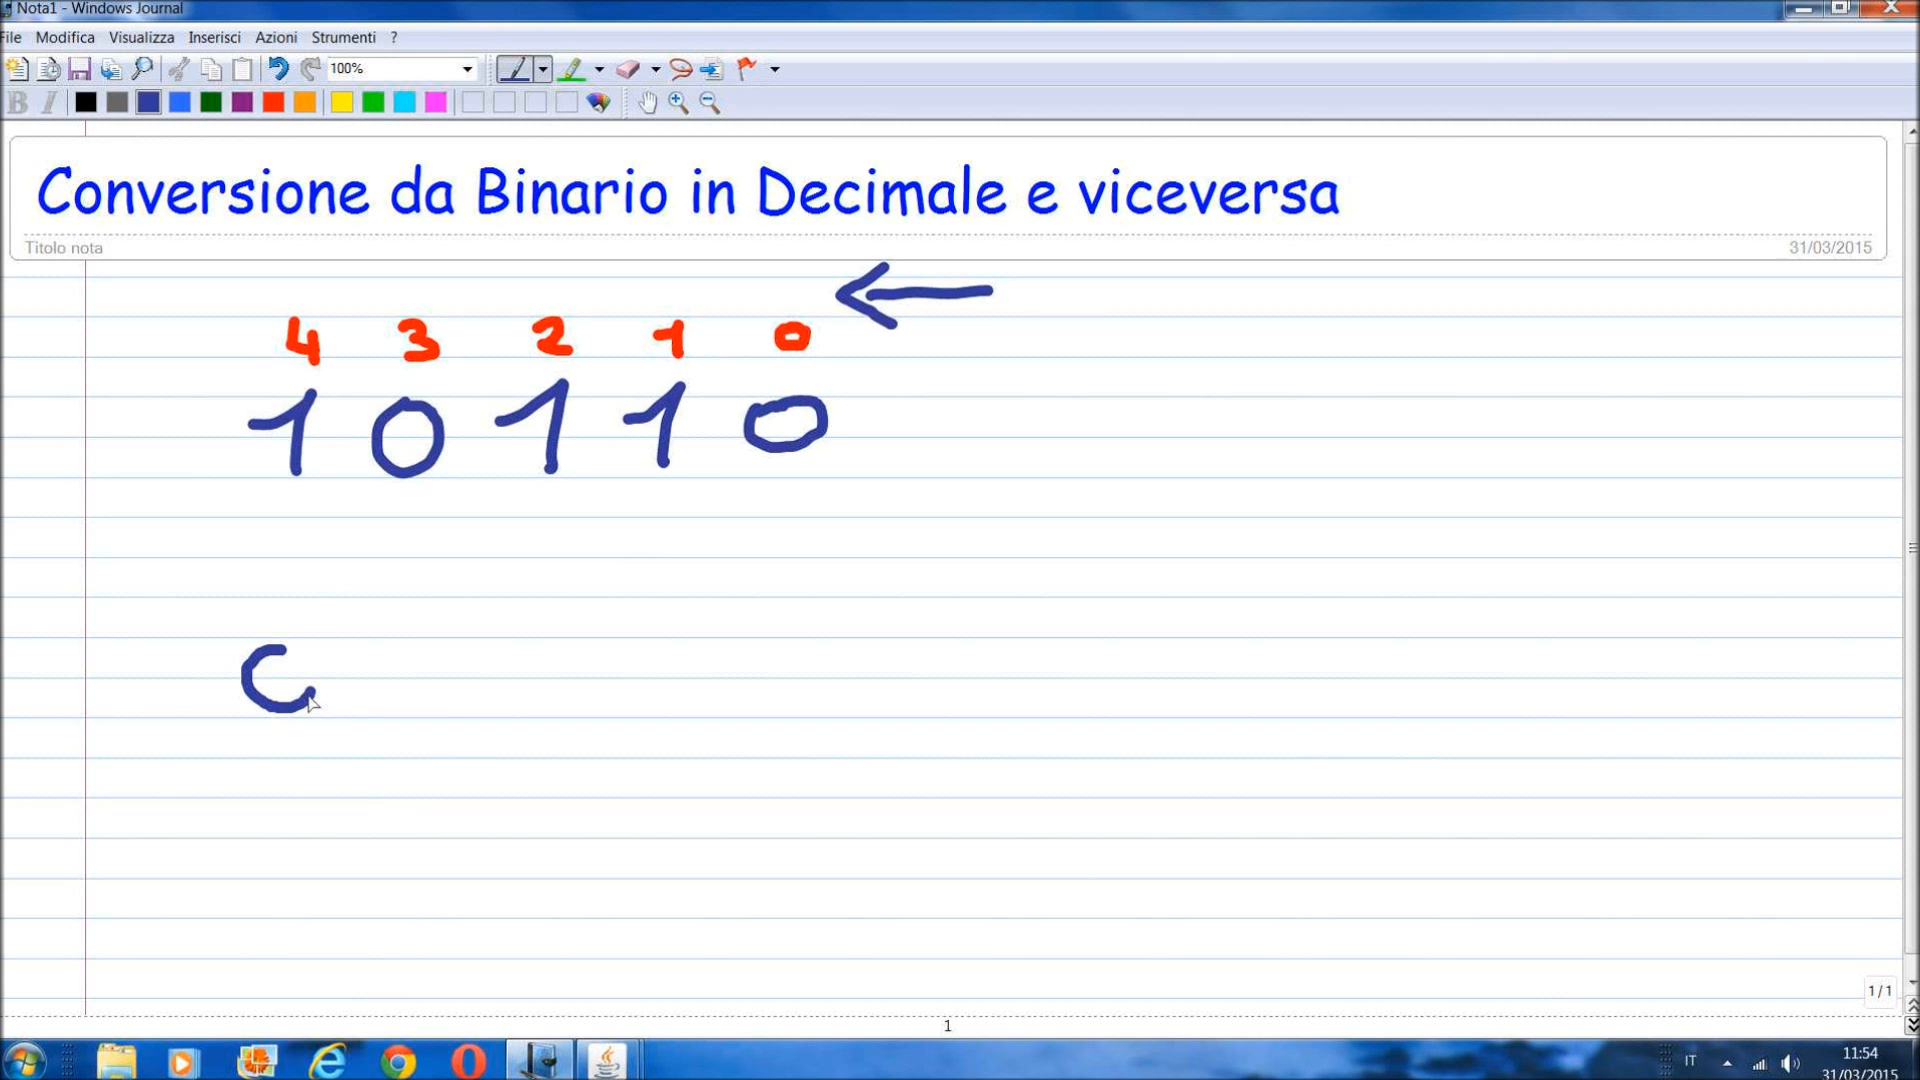 Nota1 - Windows Journal
File Modifica Visualizza Inserisci Azioni Strumenti ?
100%
B I
Conversione da Binario in Decimale e viceversa
Titolo nota 31/03/2015
4 3 2 1 0
1 0 1 1 0
1 / 1
1
IT 11:54
31/03/2015